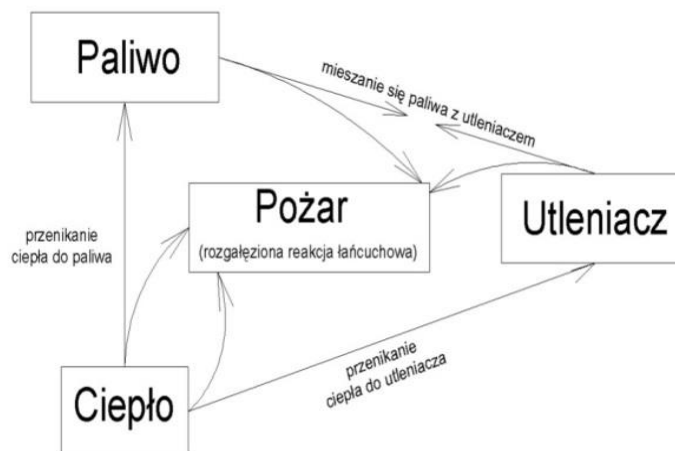 Paliwo
mieszanie się paliwa z utleniaczem
Pożar
(rozgałęziona reakcja łańcuchowa)
Utleniacz
przenikanie
ciepła do paliwa
przenikanie
ciepła do utleniacza
Ciepło